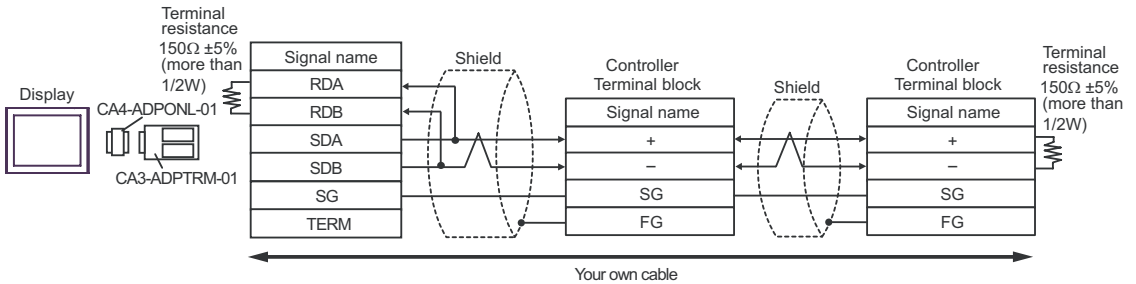 Terminal
resistance
150Ω ±5%
(more than
1/2W)
Display
CA4-ADPONL-01
CA3-ADPTRM-01
Signal name
RDA
RDB
SDA
SDB
SG
TERM
Shield
Controller
Terminal block
Signal name
+
–
SG
FG
Shield
Controller
Terminal block
Signal name
+
–
SG
FG
Terminal
resistance
150Ω ±5%
(more than
1/2W)
Your own cable